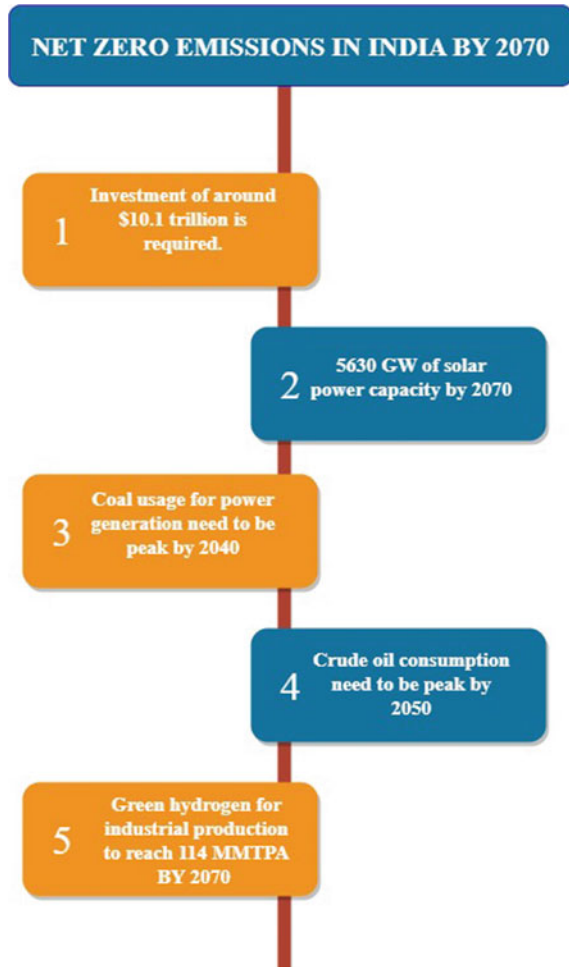 NET ZERO EMISSIONS IN INDIA BY 2070
1
Investment of around
$10.1 trillion is
required.
2
5630 GW of solar
power capacity by 2070
3
Coal usage for power
generation need to be
peak by 2040
4
Crude oil consumption
need to be peak by
2050
5
Green hydrogen for
industrial production
to reach 114 MMTPA
BY 2070